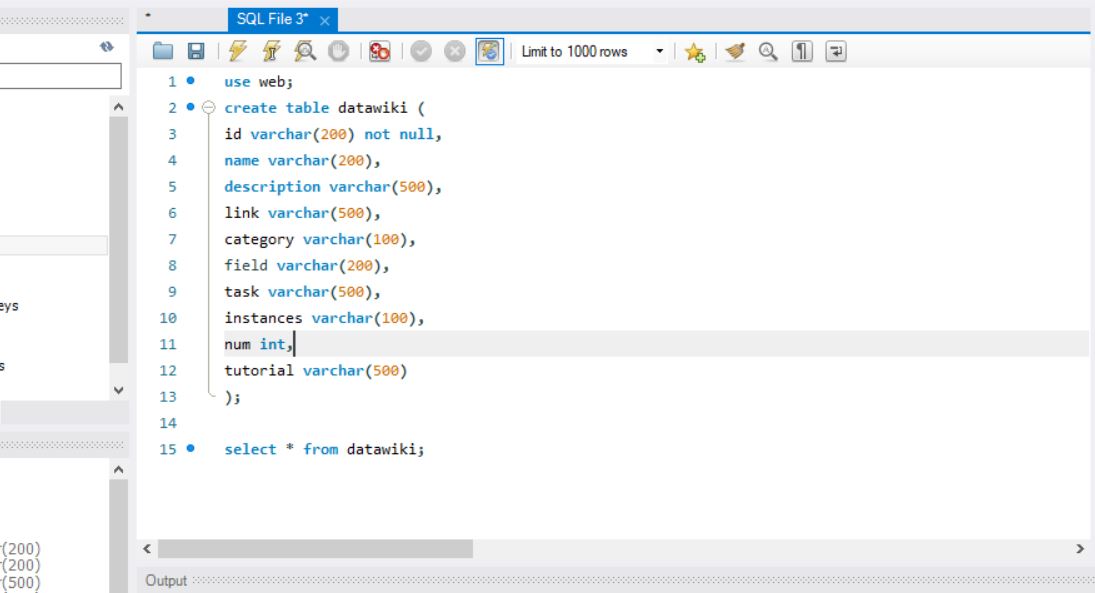 SQL File 3*
Limit to 1000 rows
1 use web;
2 create table datawiki (
3 id varchar(200) not null,
4 name varchar(200),
5 description varchar(500),
6 link varchar(500),
7 category varchar(100),
8 field varchar(200),
9 task varchar(500),
10 instances varchar(100),
11 num int,
12 tutorial varchar(500)
13 );
14
15 select * from datawiki;
eys
s
r(200)
r(200)
r(500)
Output